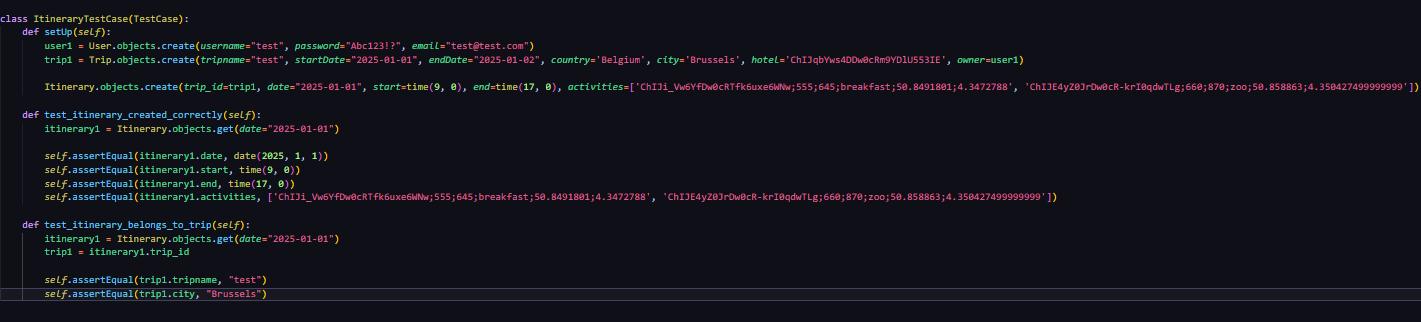 class ItineraryTestCase(TestCase):
    def setUp(self):
        user1 = User.objects.create(username="test", password="Abc123!?", email="test@test.com")
        trip1 = Trip.objects.create(tripname="test", startDate="2025-01-01", endDate="2025-01-02", country='Belgium', city='Brussels', hotel='ChIJqbYws4DDw0cRm9YDlU553IE', owner=user1)
        Itinerary.objects.create(trip_id=trip1, date="2025-01-01", start=time(9, 0), end=time(17, 0), activities=['ChIJi_Vw6YfDw0cRTfk6uxe6WNw;555;645;breakfast;50.8491801;4.3472788', 'ChIJE4yZ0JrDw0cR-krI0qdwTLg;660;870;zoo;50.858863;4.350427499999999'])
    def test_itinerary_created_correctly(self):
        itinerary1 = Itinerary.objects.get(date="2025-01-01")
        self.assertEqual(itinerary1.date, date(2025, 1, 1))
        self.assertEqual(itinerary1.start, time(9, 0))
        self.assertEqual(itinerary1.end, time(17, 0))
        self.assertEqual(itinerary1.activities, ['ChIJi_Vw6YfDw0cRTfk6uxe6WNw;555;645;breakfast;50.8491801;4.3472788', 'ChIJE4yZ0JrDw0cR-krI0qdwTLg;660;870;zoo;50.858863;4.350427499999999'])
    def test_itinerary_belongs_to_trip(self):
        itinerary1 = Itinerary.objects.get(date="2025-01-01")
        trip1 = itinerary1.trip_id
        self.assertEqual(trip1.tripname, "test")
        self.assertEqual(trip1.city, "Brussels")